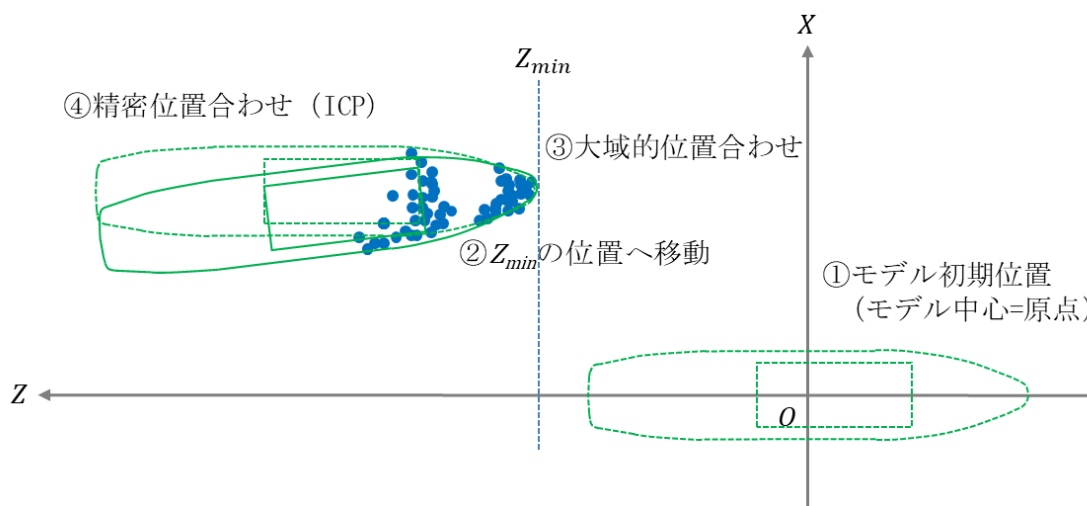 X
Z_min
④精密位置合わせ (ICP)
③大域的位置合わせ
②Z_minの位置へ移動
①モデル初期位置
(モデル中心=原点)
Z
O